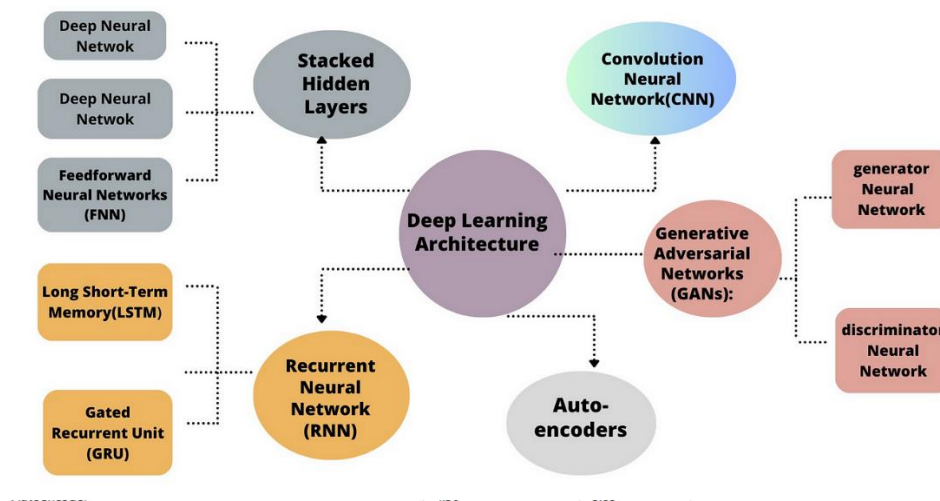 Deep Neural
Netwok
Deep Neural
Netwok
Feedforward
Neural Networks
(FNN)
Stacked
Hidden
Layers
Convolution
Neural
Network(CNN)
Deep Learning
Architecture
generator
Neural
Network
Generative
Adversarial
Networks
(GANs):
discriminator
Neural
Network
Long Short-Term
Memory(LSTM)
Gated
Recurrent Unit
(GRU)
Recurrent
Neural
Network
(RNN)
Auto-
encoders